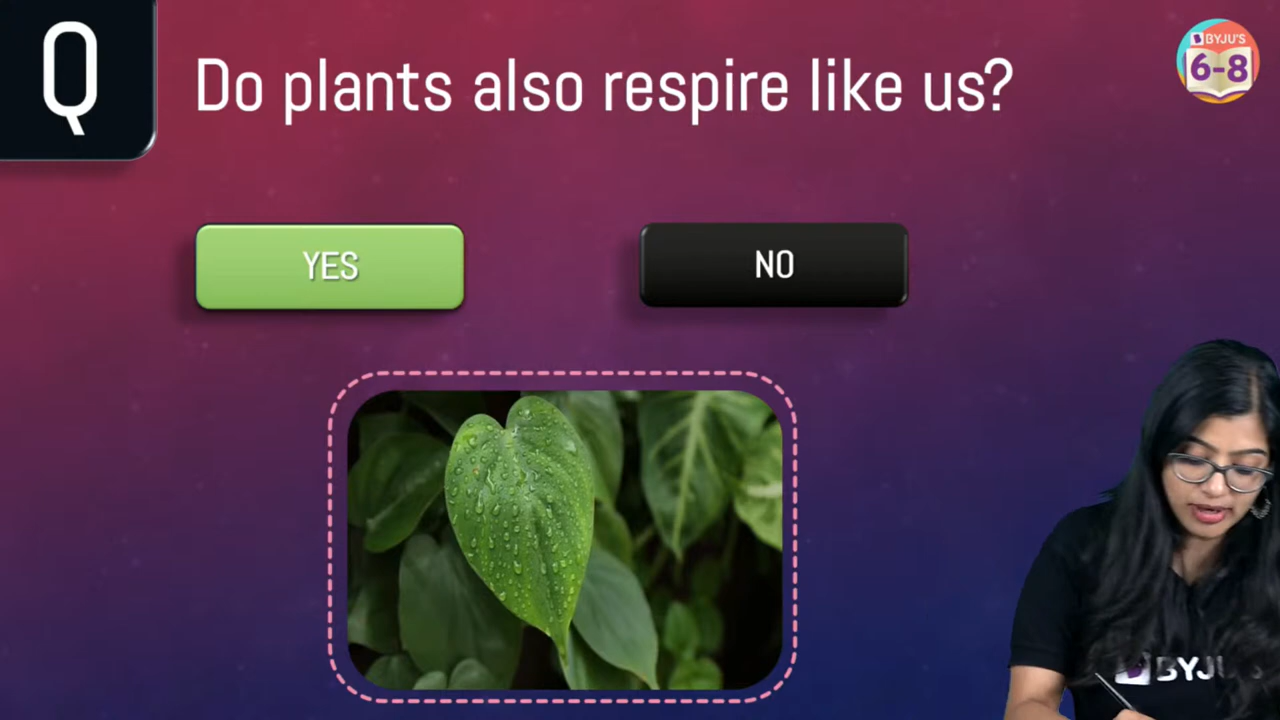 Q
Do plants also respire like us?
BYJU'S
6-8
YES
NO
BYJU'S